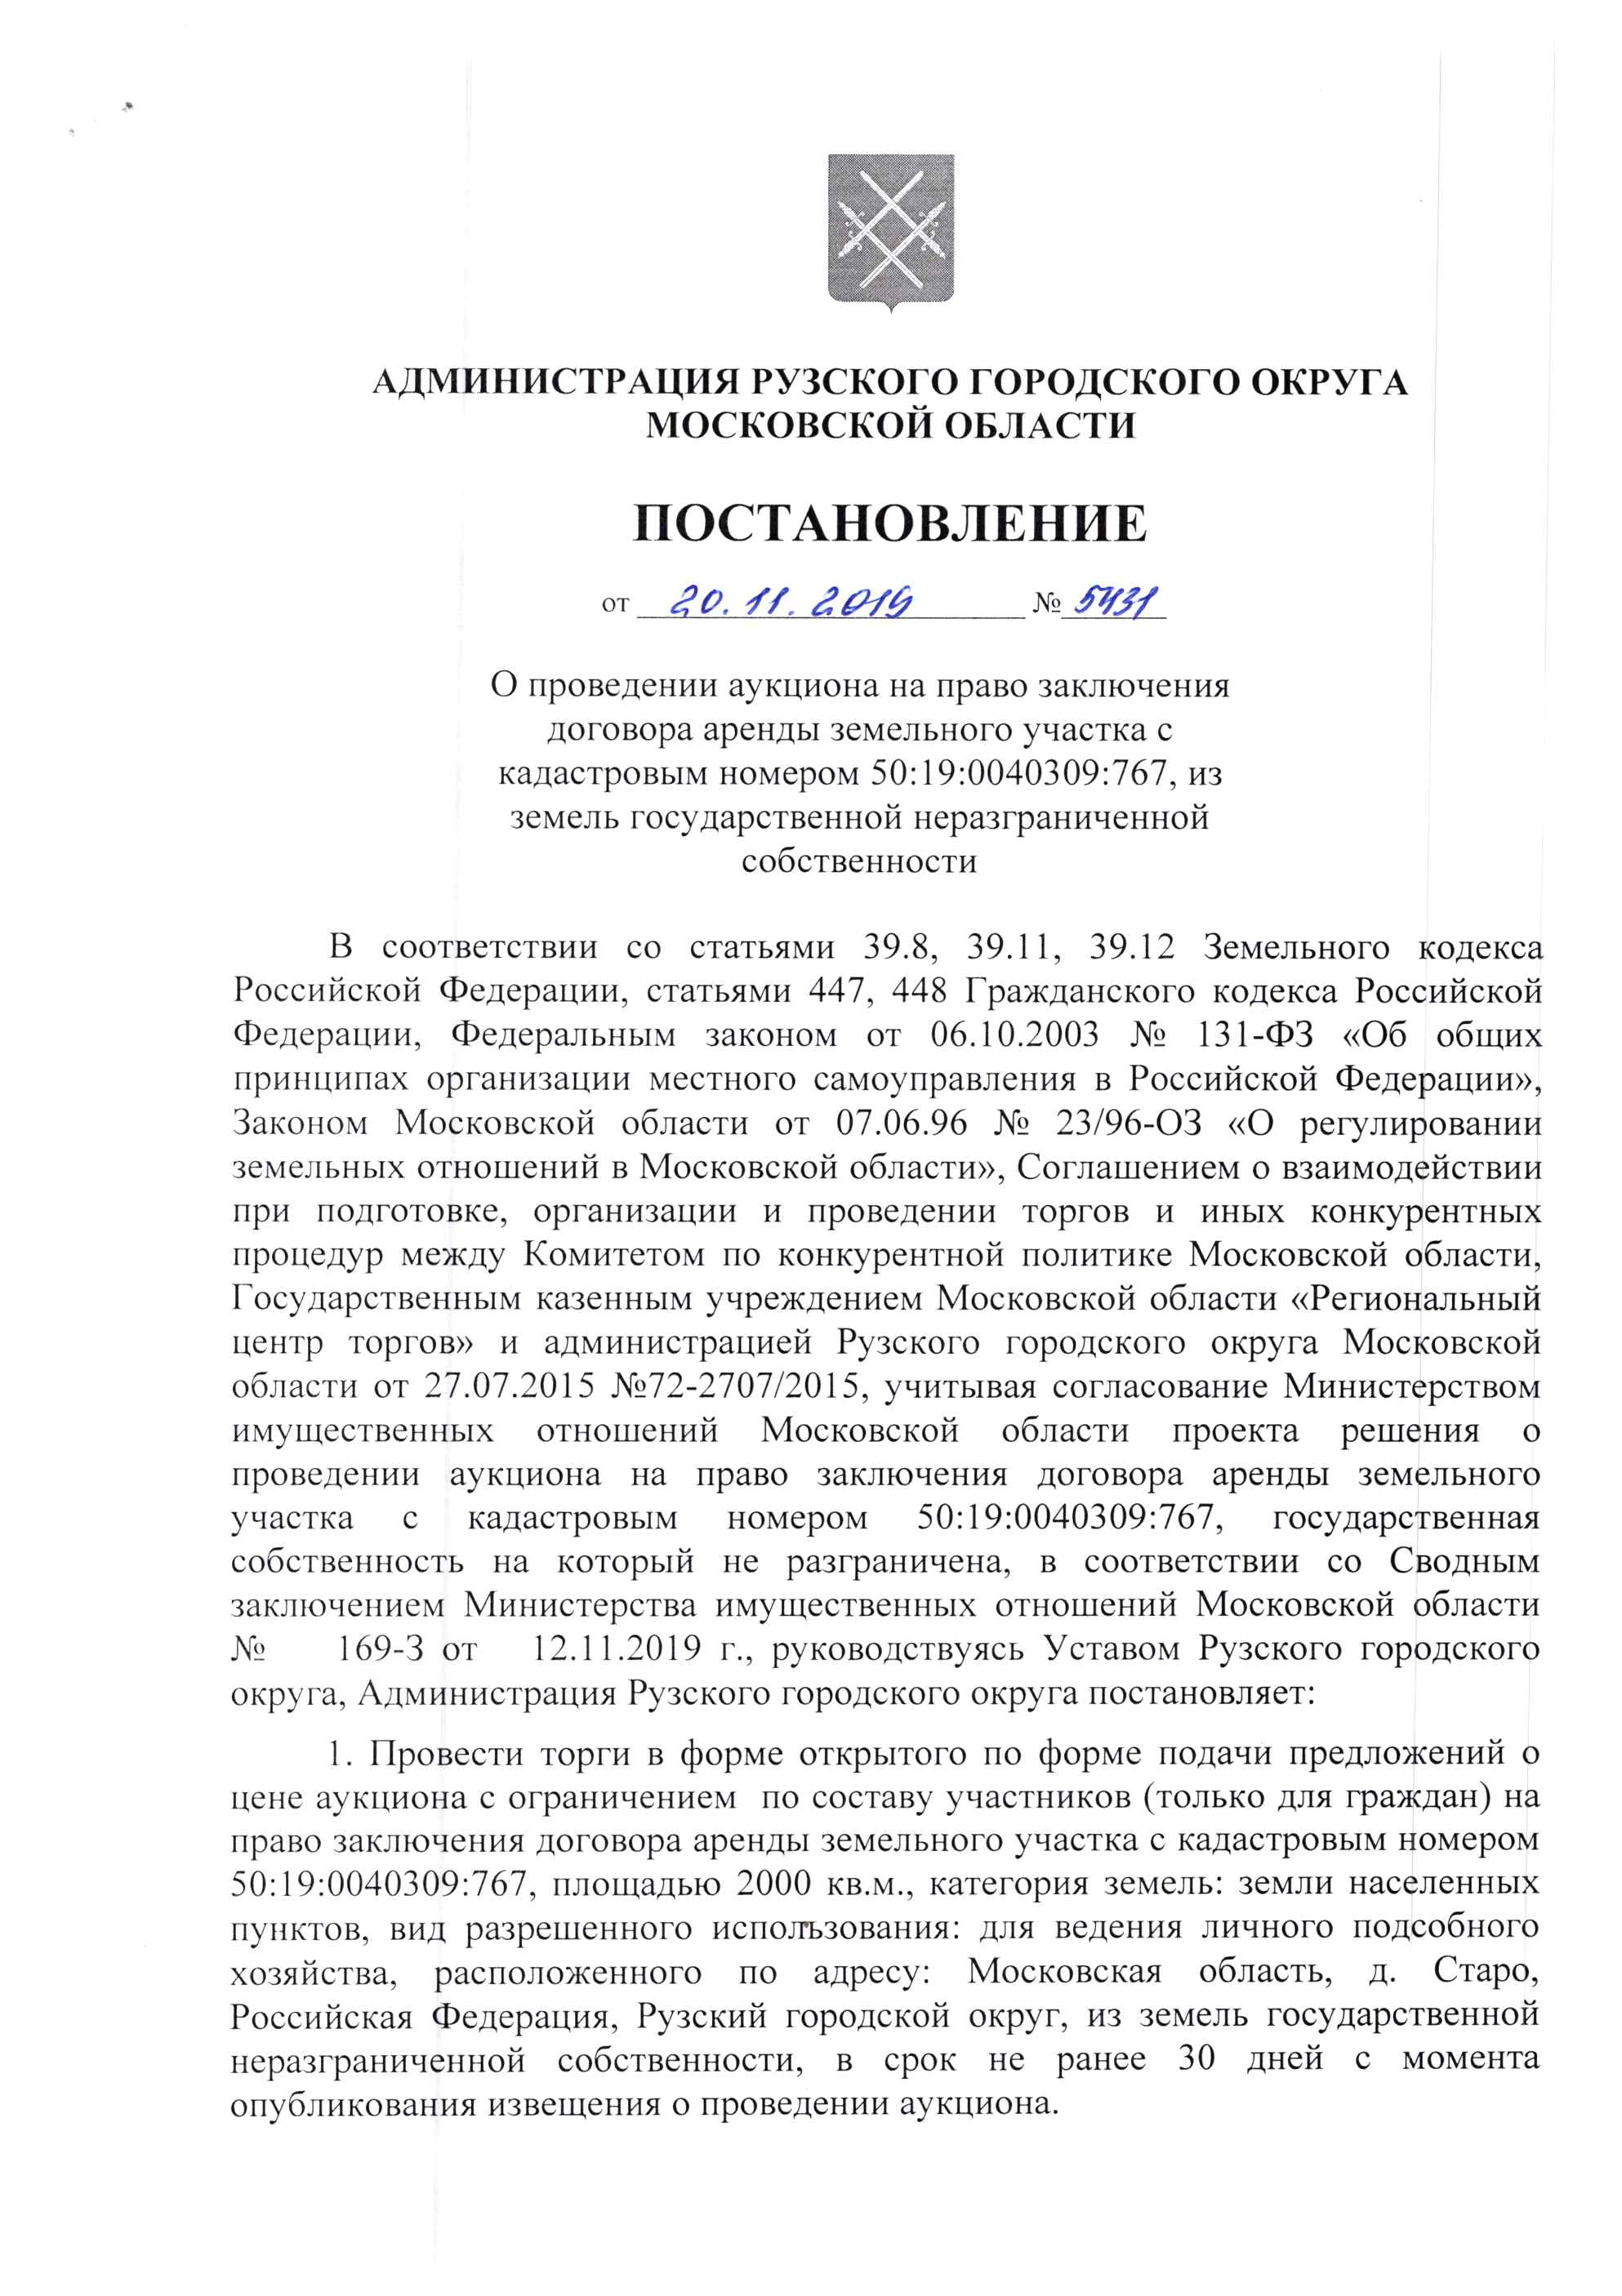 АДМИНИСТРАЦИЯ РУЗСКОГО ГОРОДСКОГО ОКРУГА
МОСКОВСКОЙ ОБЛАСТИ
ПОСТАНОВЛЕНИЕ
от 20.11.2019 № 5431
О проведении аукциона на право заключения
договора аренды земельного участка с
кадастровым номером 50:19:0040309:767, из
земель государственной неразграниченной
собственности
В соответствии со статьями 39.8, 39.11, 39.12 Земельного кодекса
Российской Федерации, статьями 447, 448 Гражданского кодекса Российской
Федерации, Федеральным законом от 06.10.2003 № 131-ФЗ «Об общих
принципах организации местного самоуправления в Российской Федерации»,
Законом Московской области от 07.06.96 № 23/96-ОЗ «О регулировании
земельных отношений в Московской области», Соглашением о взаимодействии
при подготовке, организации и проведении торгов и иных конкурентных
процедур между Комитетом по конкурентной политике Московской области,
Государственным казенным учреждением Московской области «Региональный
центр торгов» и администрацией Рузского городского округа Московской
области от 27.07.2015 №72-2707/2015, учитывая согласование Министерством
имущественных отношений Московской области проекта решения о
проведении аукциона на право заключения договора аренды земельного
участка с кадастровым номером 50:19:0040309:767, государственная
собственность на который не разграничена, в соответствии со Сводным
заключением Министерства имущественных отношений Московской области
№ 169-З от 12.11.2019 г., руководствуясь Уставом Рузского городского
округа, Администрация Рузского городского округа постановляет:
1. Провести торги в форме открытого по форме подачи предложений о
цене аукциона с ограничением по составу участников (только для граждан) на
право заключения договора аренды земельного участка с кадастровым номером
50:19:0040309:767, площадью 2000 кв.м., категория земель: земли населенных
пунктов, вид разрешенного использования: для ведения личного подсобного
хозяйства, расположенного по адресу: Московская область, д. Старо,
Российская Федерация, Рузский городской округ, из земель государственной
неразграниченной собственности, в срок не ранее 30 дней с момента
опубликования извещения о проведении аукциона.